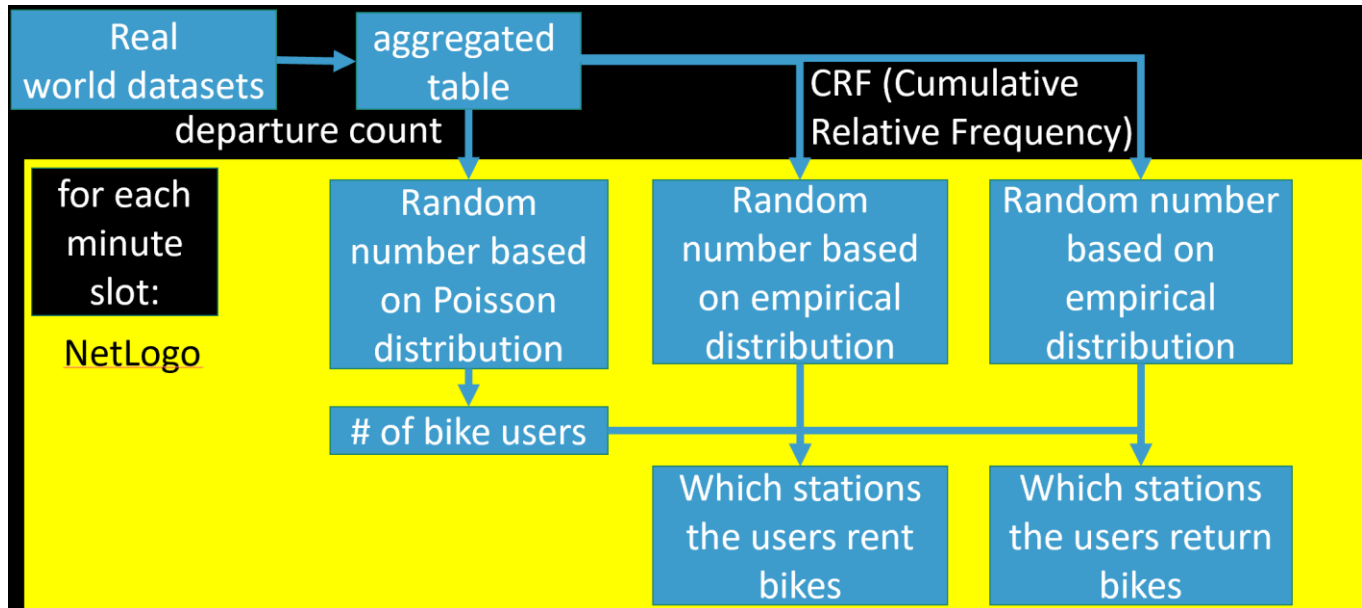 Real
world datasets
aggregated
table
departure count
CRF (Cumulative
Relative Frequency)
for each
minute
slot:
NetLogo
Random
number based
on Poisson
distribution
Random
number based
on empirical
distribution
Random number
based on
empirical
distribution
# of bike users
Which stations
the users rent
bikes
Which stations
the users return
bikes